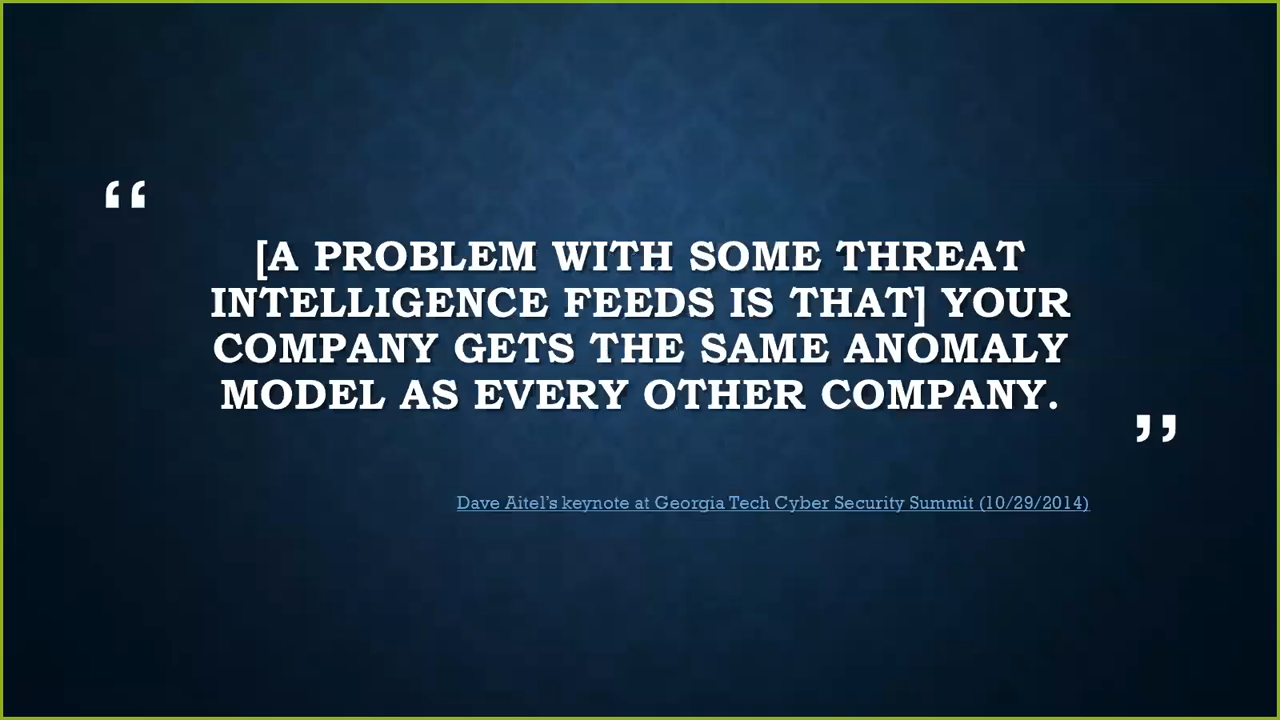 “
[A PROBLEM WITH SOME THREAT
INTELLIGENCE FEEDS IS THAT] YOUR
COMPANY GETS THE SAME ANOMALY
MODEL AS EVERY OTHER COMPANY.
”
Dave Aitel’s keynote at Georgia Tech Cyber Security Summit (10/29/2014)